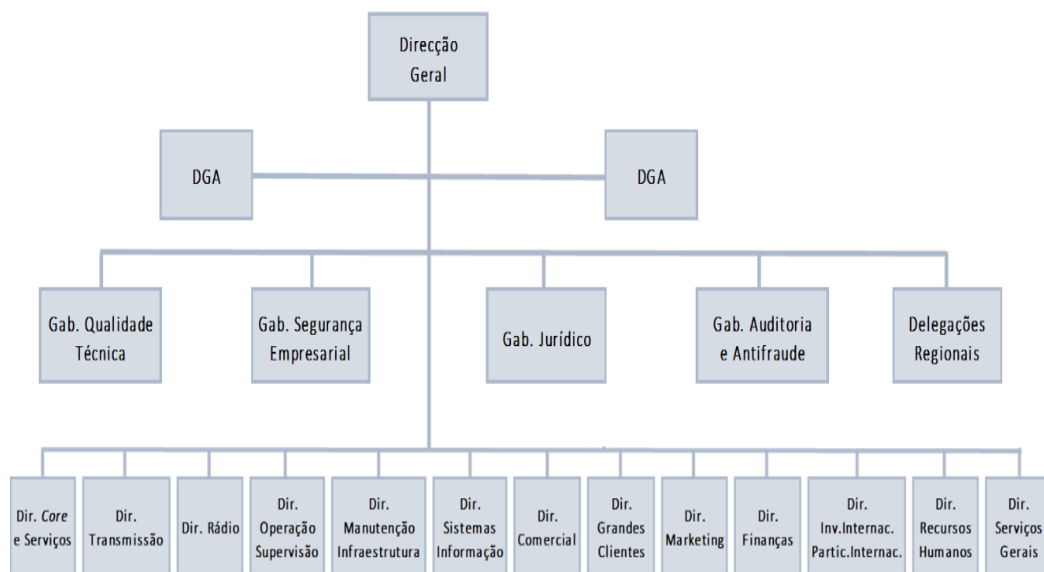 Direcção
Geral
DGA
DGA
Gab. Qualidade
Técnica
Gab. Segurança
Empresarial
Gab. Jurídico
Gab. Auditoria
e Antifraude
Delegações
Regionais
Dir. Core
e Serviços
Dir.
Transmissão
Dir. Rádio
Dir.
Operação
Supervisão
Dir.
Manutenção
Infraestrutura
Dir.
Sistemas
Informação
Dir.
Comercial
Dir.
Grandes
Clientes
Dir.
Marketing
Dir.
Finanças
Dir.
Inv.Internac.
Partic.Internac.
Dir.
Recursos
Humanos
Dir.
Serviços
Gerais